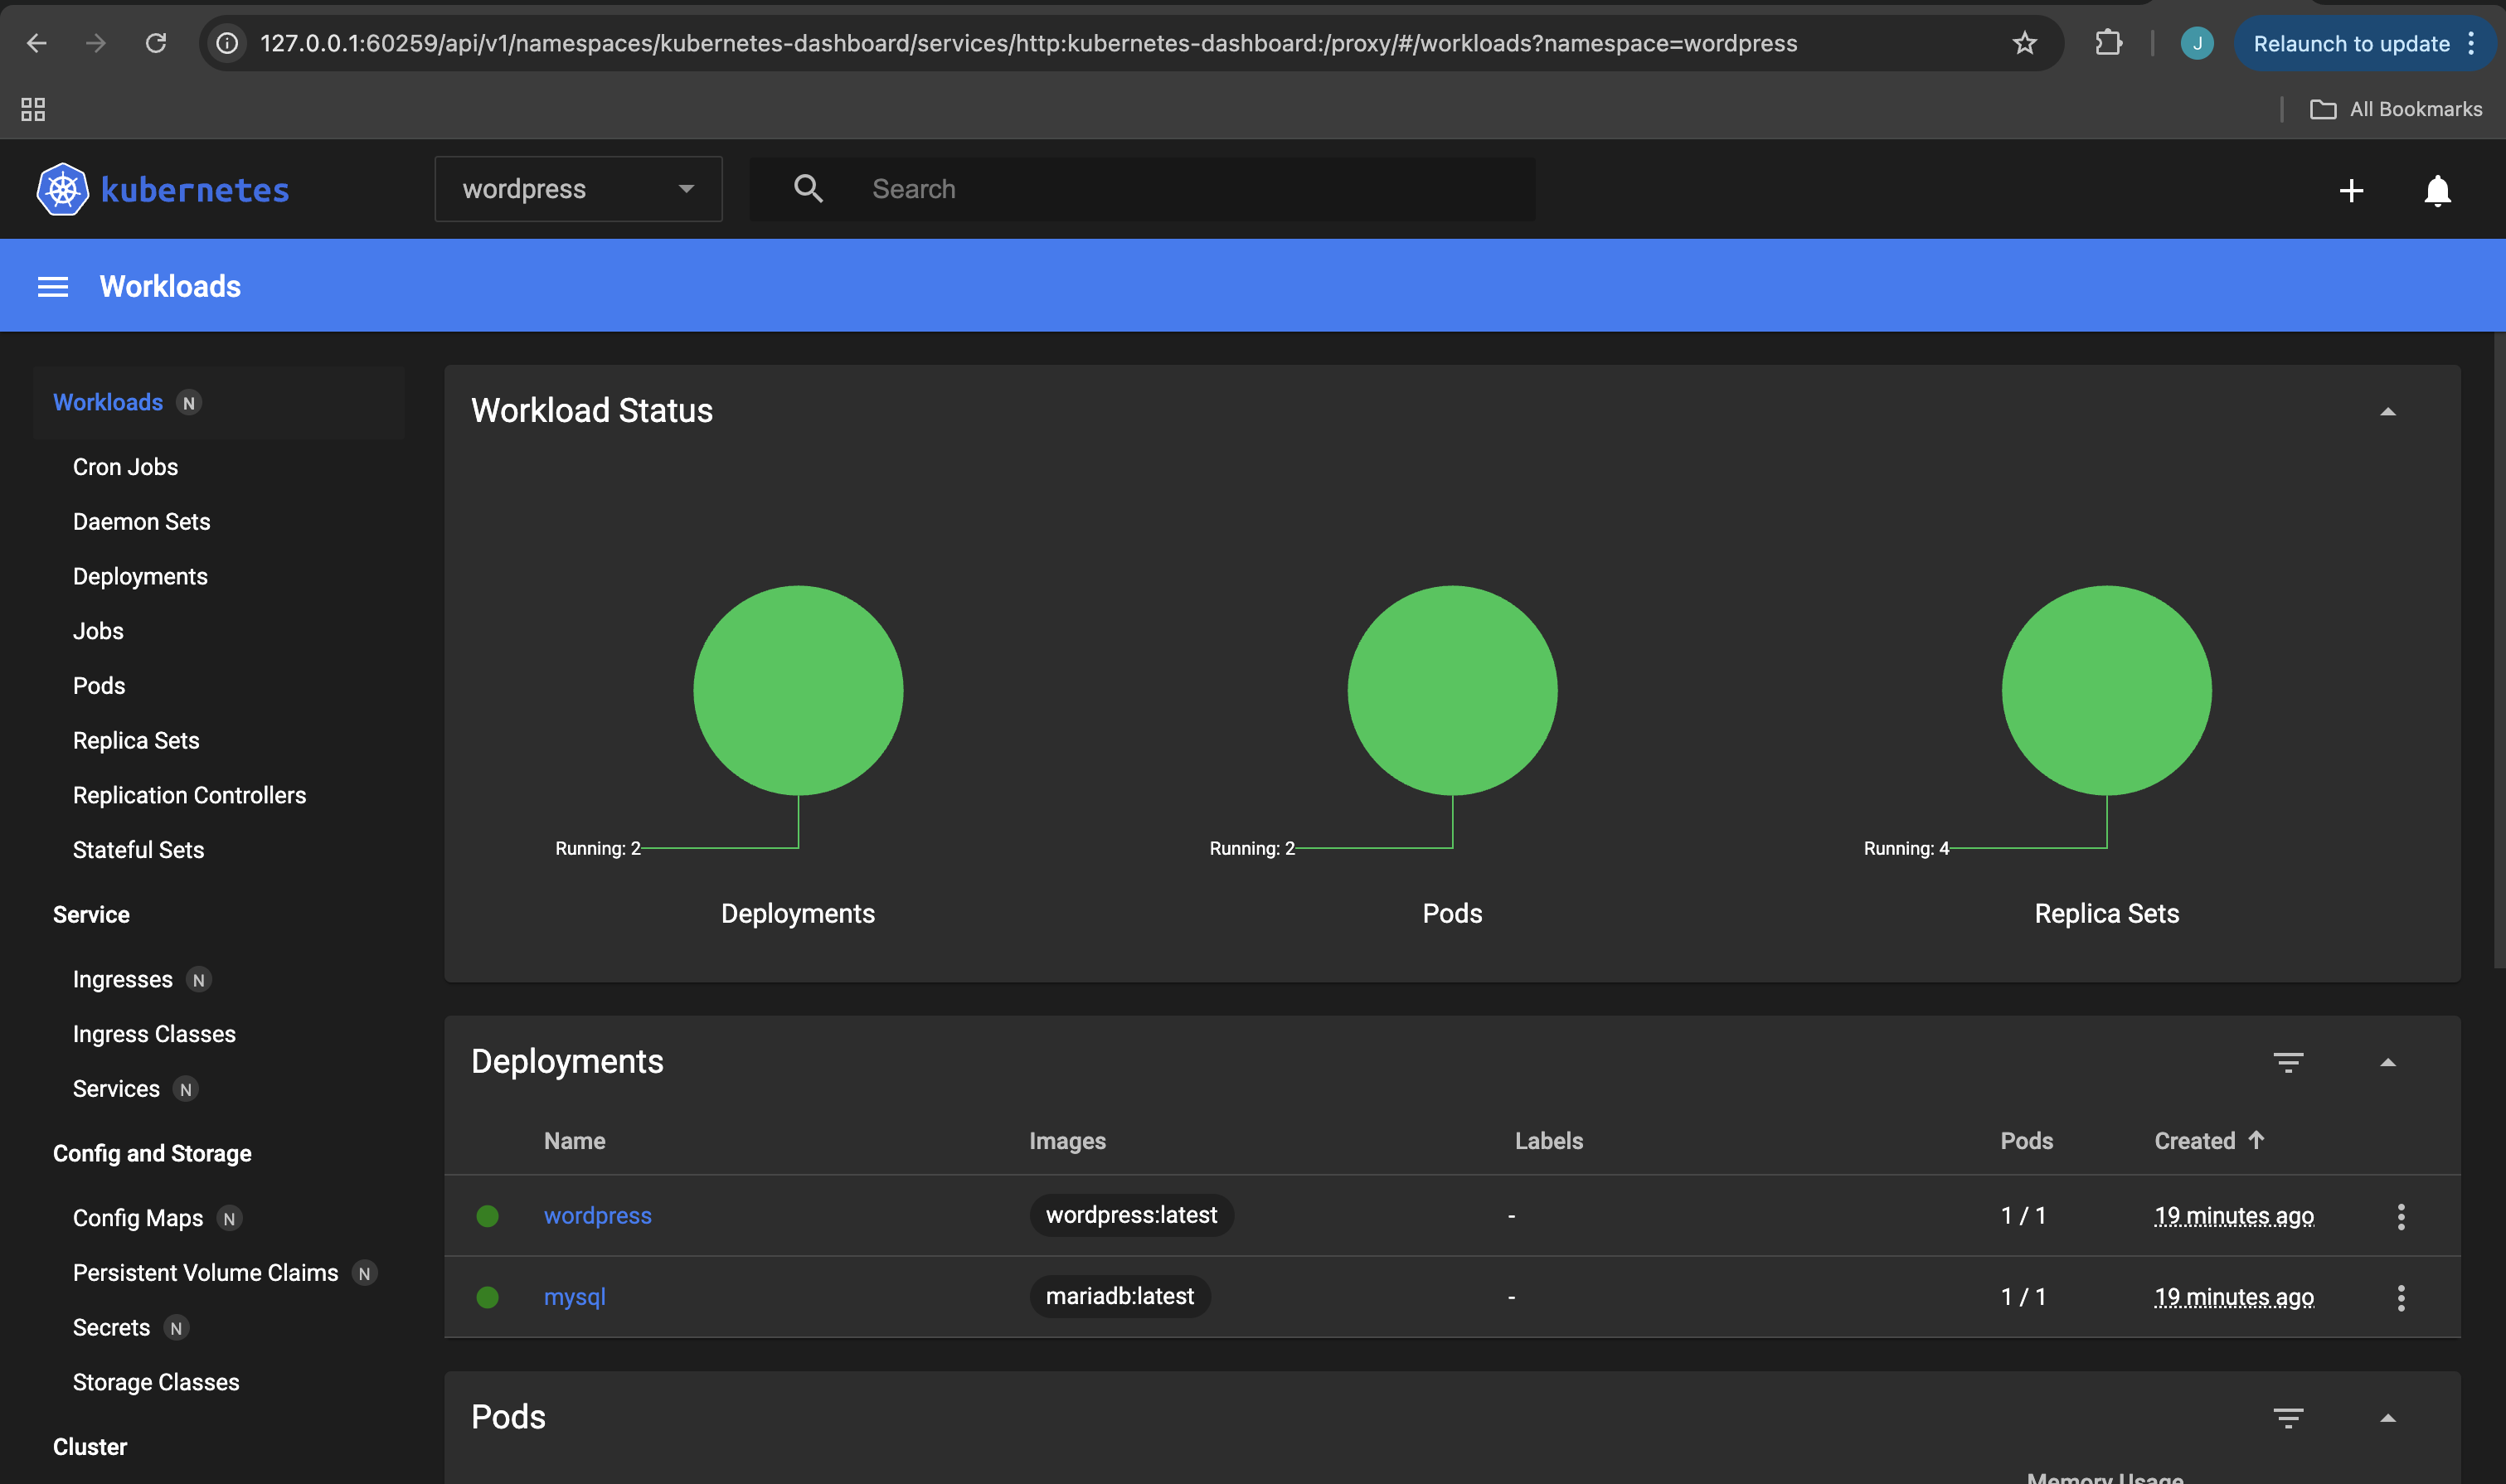 127.0.0.1:60259/api/v1/namespaces/kubernetes-dashboard/services/http:kubernetes-dashboard:/proxy/#/workloads?namespace=wordpress
J
Relaunch to update
All Bookmarks
kubernetes
wordpress
Search
Workloads
Workloads N
Cron Jobs
Daemon Sets
Deployments
Jobs
Pods
Replica Sets
Replication Controllers
Stateful Sets
Service
Ingresses N
Ingress Classes
Services N
Config and Storage
Config Maps N
Persistent Volume Claims N
Secrets N
Storage Classes
Cluster
Workload Status
Running: 2
Deployments
Running: 2
Pods
Running: 4
Replica Sets
Deployments
Name Images Labels Pods Created
wordpress wordpress:latest - 1 / 1 19 minutes ago
mysql mariadb:latest - 1 / 1 19 minutes ago
Pods
Memory Usage